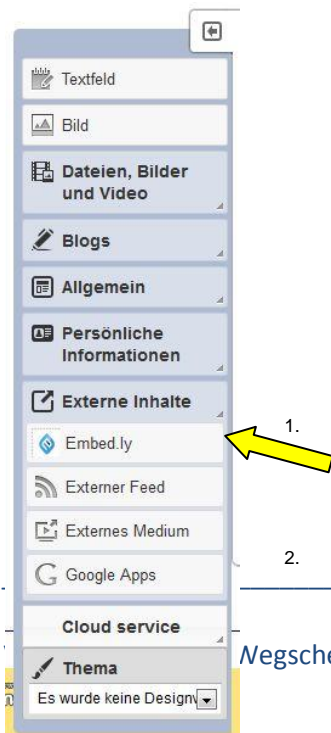 Textfeld
Bild
Dateien, Bilder
und Video
Blogs
Allgemein
Persönliche
Informationen
Externe Inhalte
1.
Embed.ly
Externer Feed
Externes Medium
2.
Google Apps
Cloud service
Thema
Es wurde keine Design